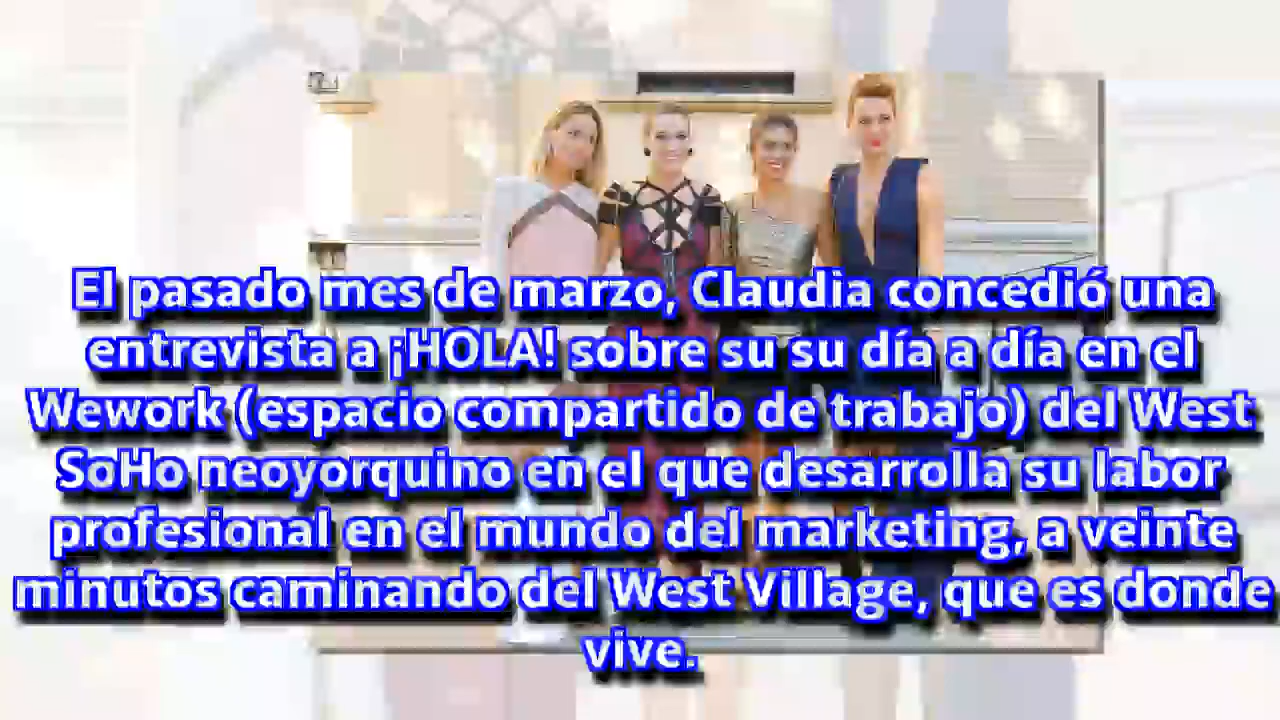 El pasado mes de marzo, Claudia concedió una
entrevista a ¡HOLA! sobre su su día a día en el
Wework (espacio compartido de trabajo) del West
SoHo neoyorquino en el que desarrolla su labor
profesional en el mundo del marketing, a veinte
minutos caminando del West Village, que es donde
vive.